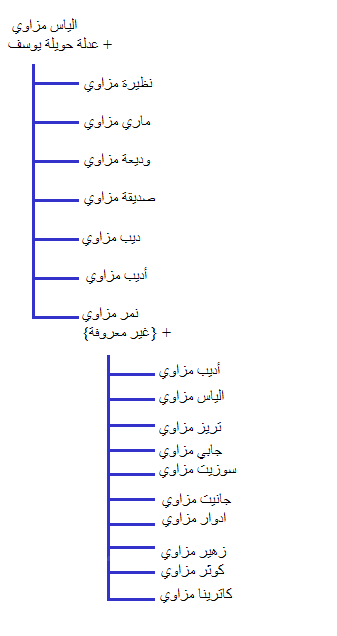 الياس مزاوي
+ عدلة حويلة يوسف
نظيرة مزاوي
ماري مزاوي
وديعة مزاوي
صديقة مزاوي
ديب مزاوي
أديب مزاوي
نمر مزاوي
+ {غير معروفة}
أديب مزاوي
الياس مزاوي
تريز مزاوي
جابي مزاوي
سوزيت مزاوي
جانيت مزاوي
ادوار مزاوي
زهير مزاوي
كوثر مزاوي
كاترينا مزاوي